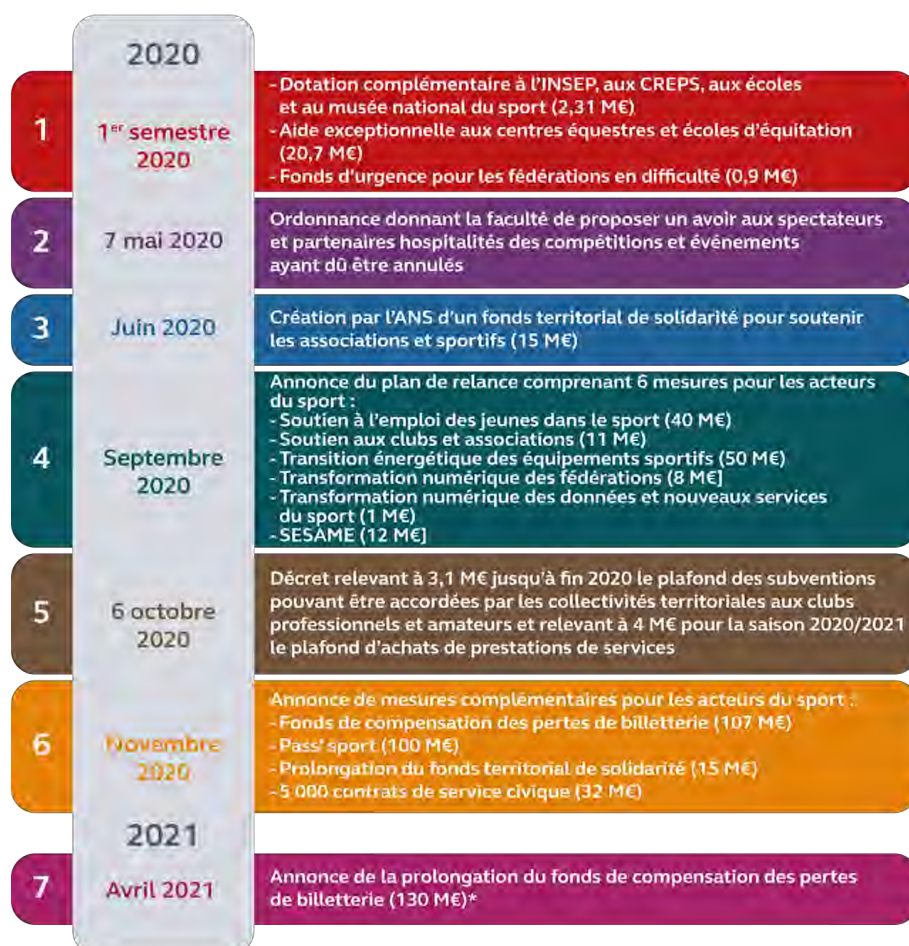 2020
1
1er semestre
2020
- Dotation complémentaire à l'INSEP, aux CREPS, aux écoles
et au musée national du sport (2,31 M€)
- Aide exceptionnelle aux centres équestres et écoles d'équitation
(20,7 M€)
- Fonds d'urgence pour les fédérations en difficulté (0,9 M€)
2
7 mai 2020
Ordonnance donnant la faculté de proposer un avoir aux spectateurs
et partenaires hospitalités des compétitions et événements
ayant dû être annulés
3
Juin 2020
Création par l'ANS d'un fonds territorial de solidarité pour soutenir
les associations et sportifs (15 M€)
4
Septembre
2020
Annonce du plan de relance comprenant 6 mesures pour les acteurs
du sport :
- Soutien à l'emploi des jeunes dans le sport (40 M€)
- Soutien aux clubs et associations (11 M€)
- Transition énergétique des équipements sportifs (50 M€)
- Transformation numérique des fédérations (8 M€]
- Transformation numérique des données et nouveaux services
du sport (1 M€)
- SESAME (12 M€]
5
6 octobre
2020
Décret relevant à 3,1 M€ jusqu'à fin 2020 le plafond des subventions
pouvant être accordées par les collectivités territoriales aux clubs
professionnels et amateurs et relevant à 4 M€ pour la saison 2020/2021
le plafond d'achats de prestations de services
6
Novembre
2020
Annonce de mesures complémentaires pour les acteurs du sport :
- Fonds de compensation des pertes de billetterie (107 M€)
- Pass' sport (100 M€)
- Prolongation du fonds territorial de solidarité (15 M€)
- 5 000 contrats de service civique (32 M€)
2021
7
Avril 2021
Annonce de la prolongation du fonds de compensation des pertes
de billetterie (130 M€)*